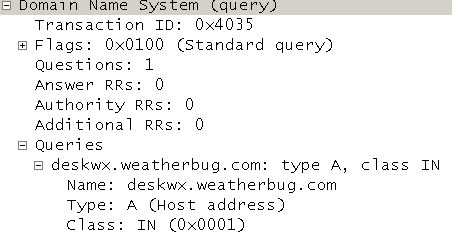 Domain Name System (query)
Transaction ID: 0x4035
Flags: 0x0100 (Standard query)
Questions: 1
Answer RRs: 0
Authority RRs: 0
Additional RRs: 0
Queries
deskwx.weatherbug.com: type A, class IN
Name: deskwx.weatherbug.com
Type: A (Host address)
Class: IN (0x0001)